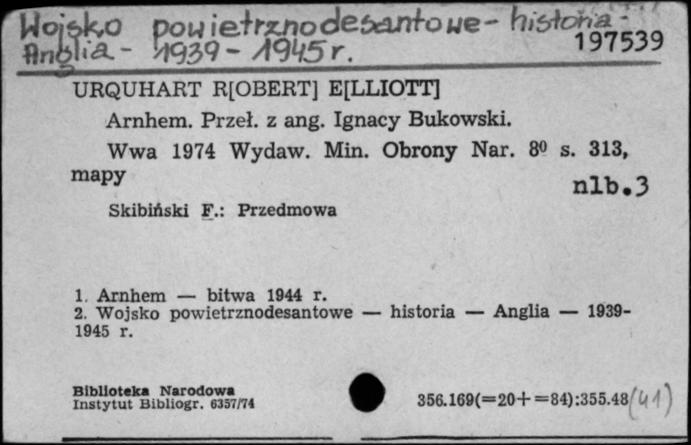 Wojsko powietrznodesantowe - historia -
Anglia - 1939 - 1945 r.
197539
URQUHART R[OBERT] E[LLIOTT]
Arnhem. Przeł. z ang. Ignacy Bukowski.
Wwa 1974 Wydaw. Min. Obrony Nar. 8⁰ s. 313,
mapy
nlb.3
Skibiński F.: Przedmowa
1. Arnhem — bitwa 1944 r.
2. Wojsko powietrznodesantowe — historia — Anglia — 1939-
1945 r.
Biblioteka Narodowa
Instytut Bibliogr. 6357/74
356.169(=20+=84):355.48(41)